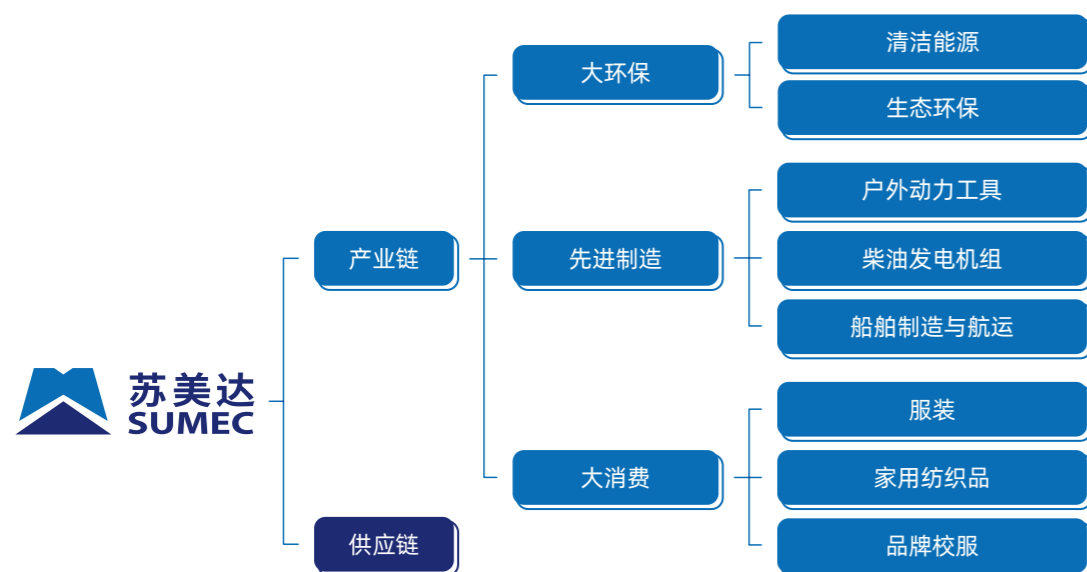 清洁能源
大环保
生态环保
户外动力工具
产业链
先进制造
柴油发电机组
船舶制造与航运
苏美达
SUMEC
服装
大消费
家用纺织品
供应链
品牌校服